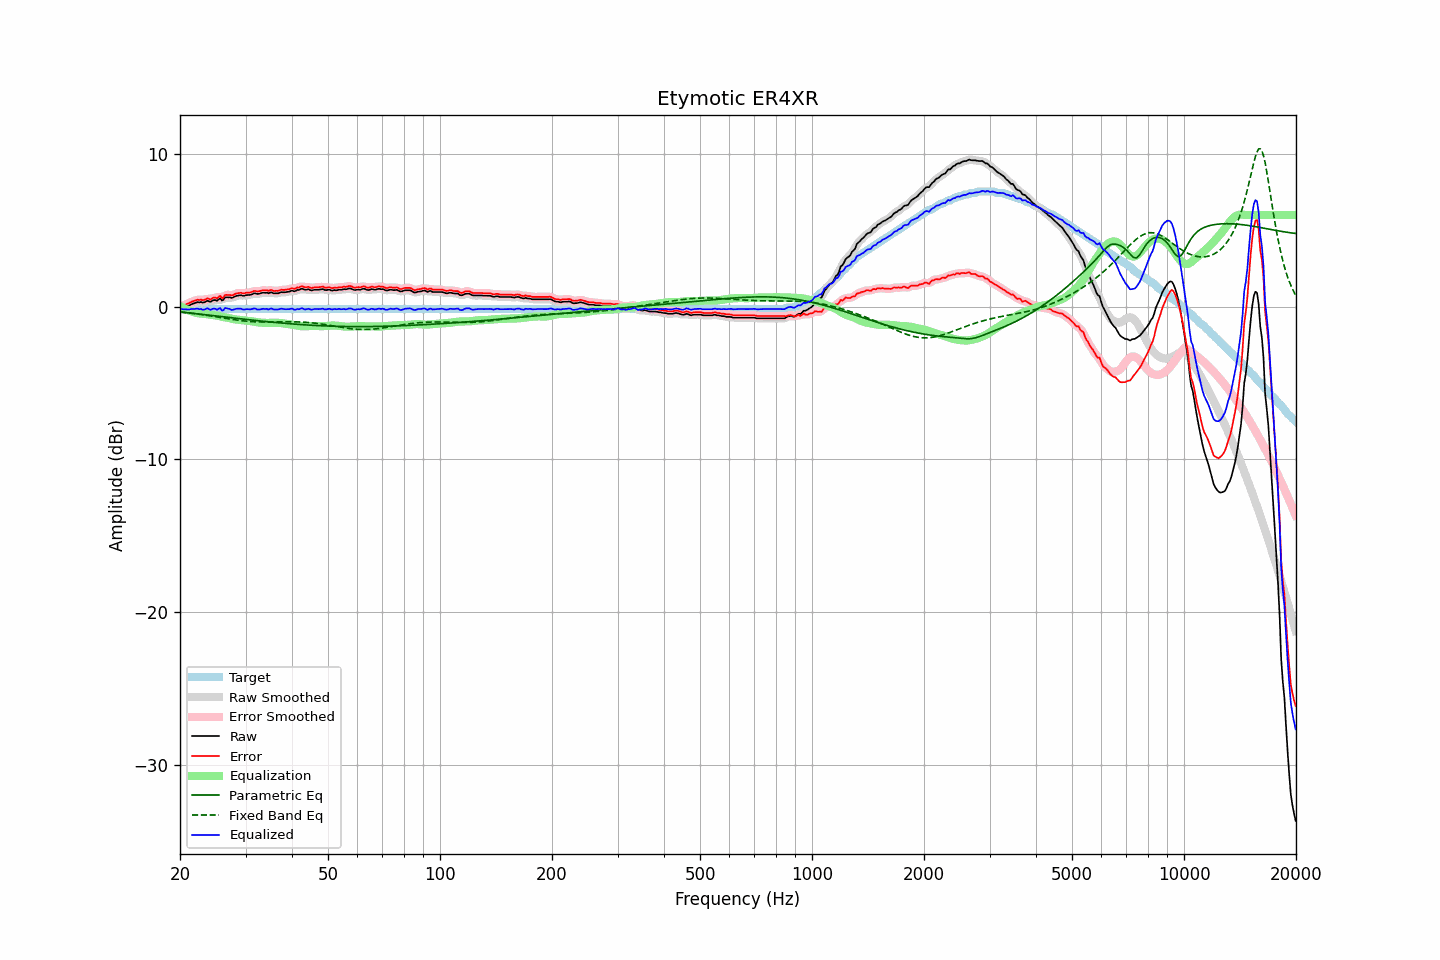 Etymotic ER4XR
Amplitude (dBr)
10
0
−10
−20
−30
Target
Raw Smoothed
Error Smoothed
Raw
Error
Equalization
Parametric Eq
Fixed Band Eq
Equalized
20 50 100 200 500 1000 2000 5000 10000 20000
Frequency (Hz)